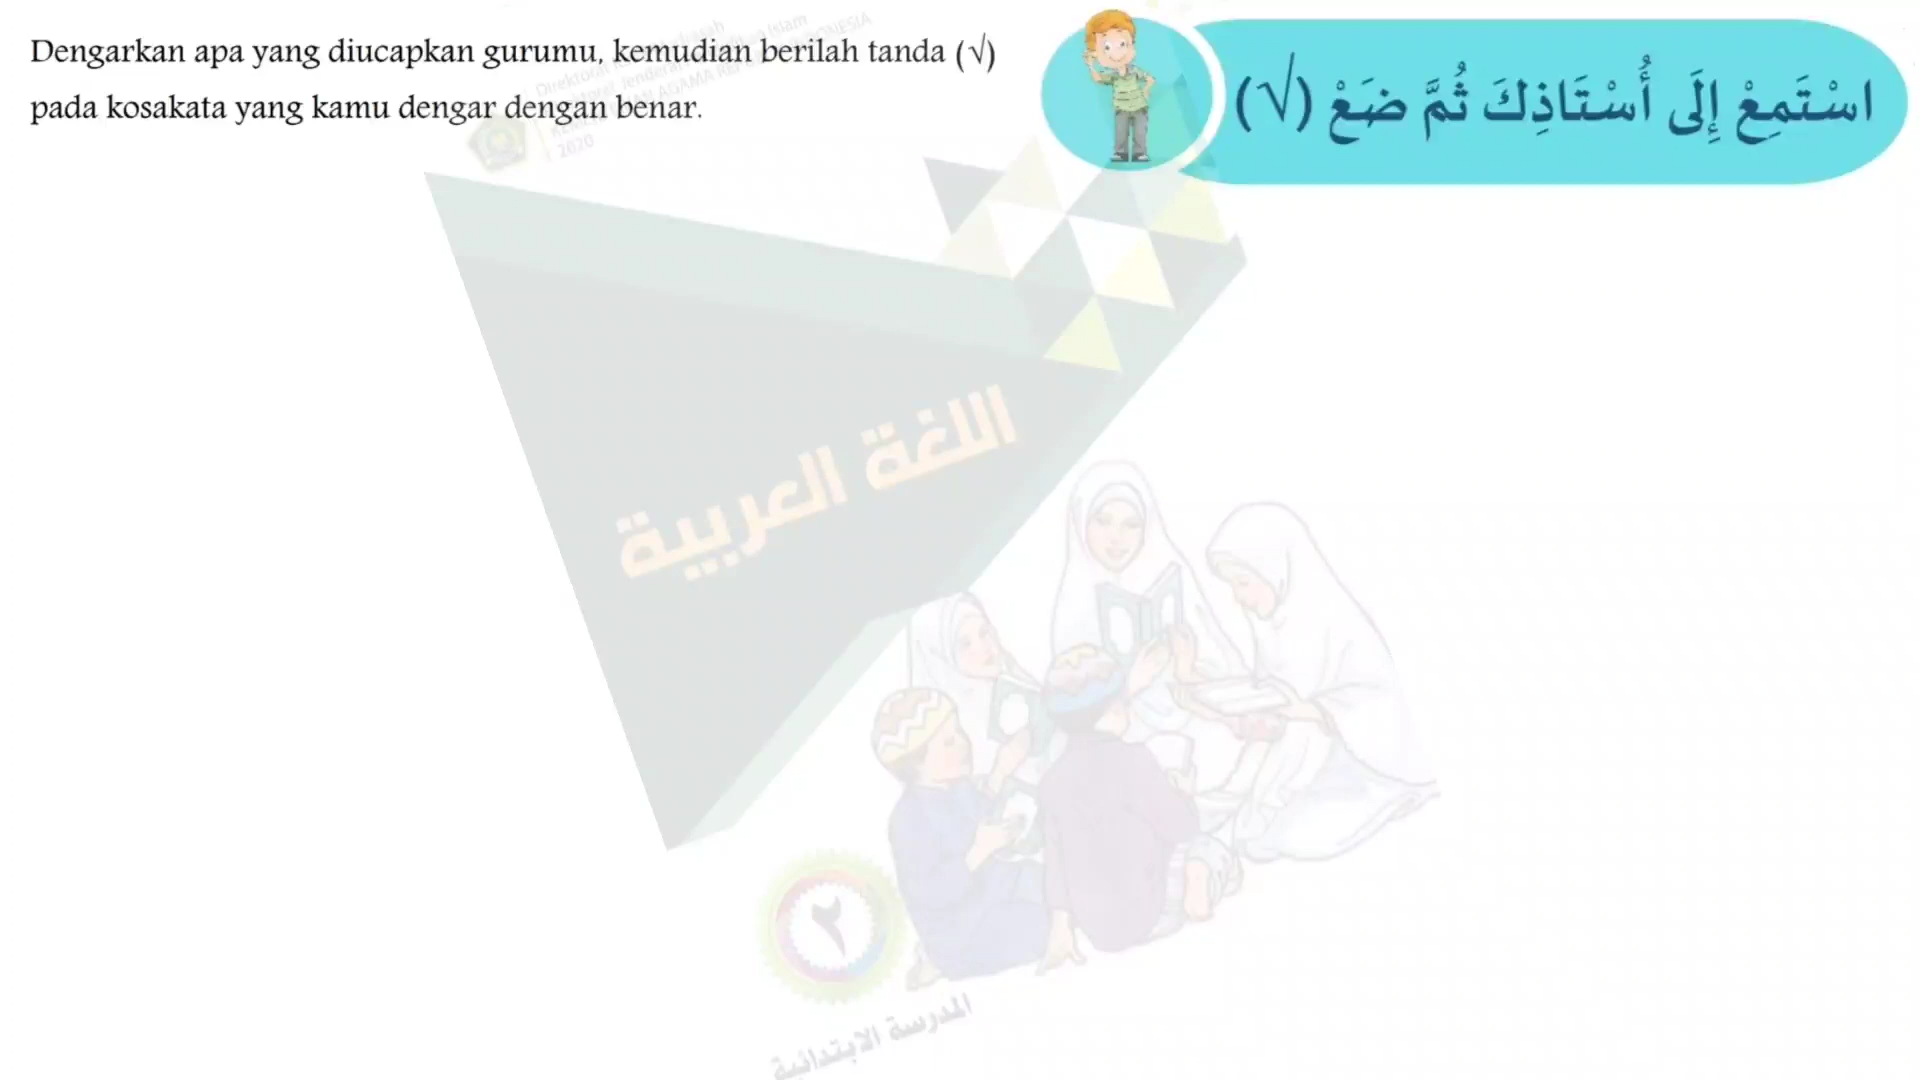 Dengarkan apa yang diucapkan gurumu, kemudian berilah tanda (√)
pada kosakata yang kamu dengar dengan benar.
اسْتَمِعْ إِلَى أُسْتَاذِكَ ثُمَّ ضَعْ (√)
2020
اللغة العربية
٢
المدرسة الابتدائية